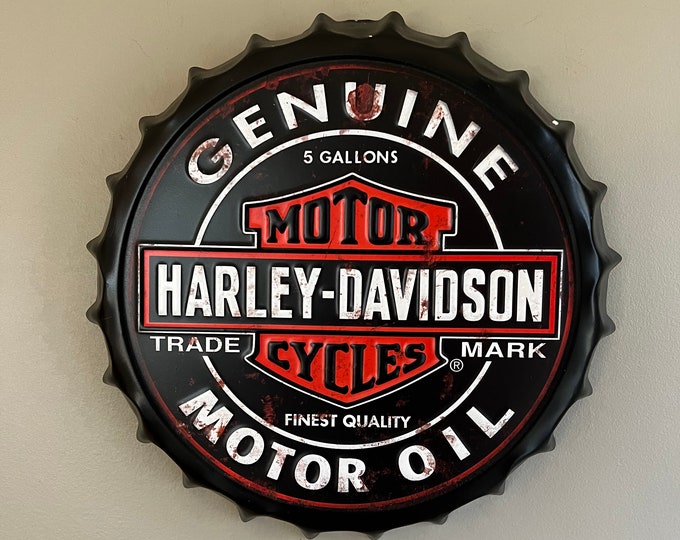 GENUINE
5 GALLONS
MOTOR
HARLEY-DAVIDSON
TRADE MARK
CYCLES
®
FINEST QUALITY
MOTOR OIL